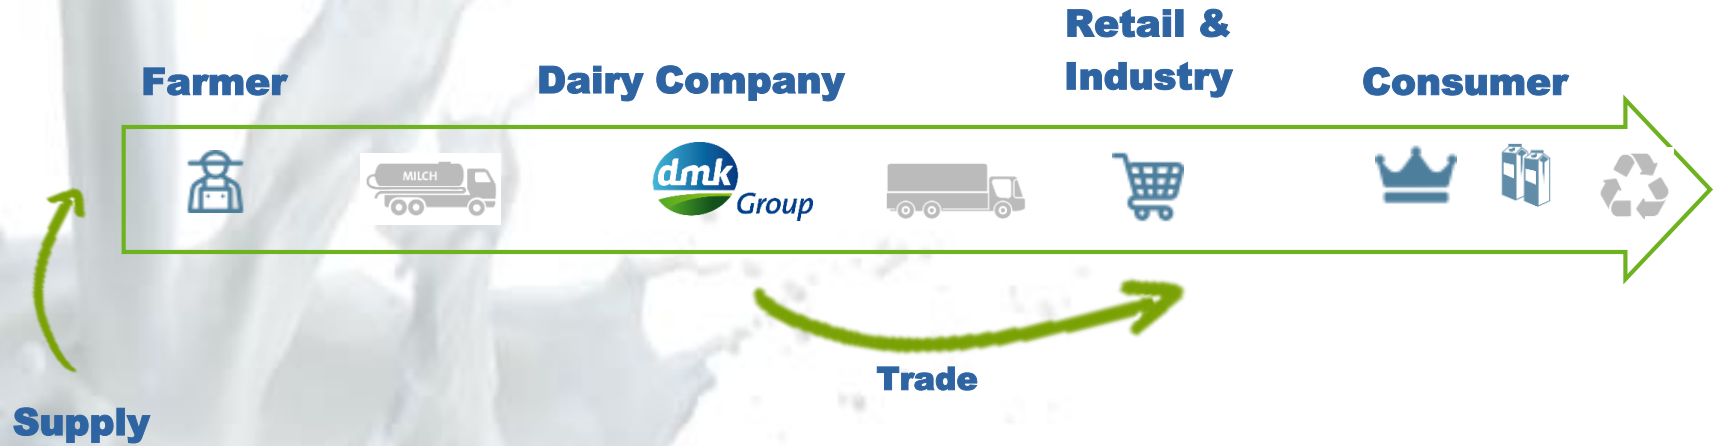 Retail &
Industry
Farmer
Dairy Company
Consumer
MILCH
dmk
Group
Trade
Supply